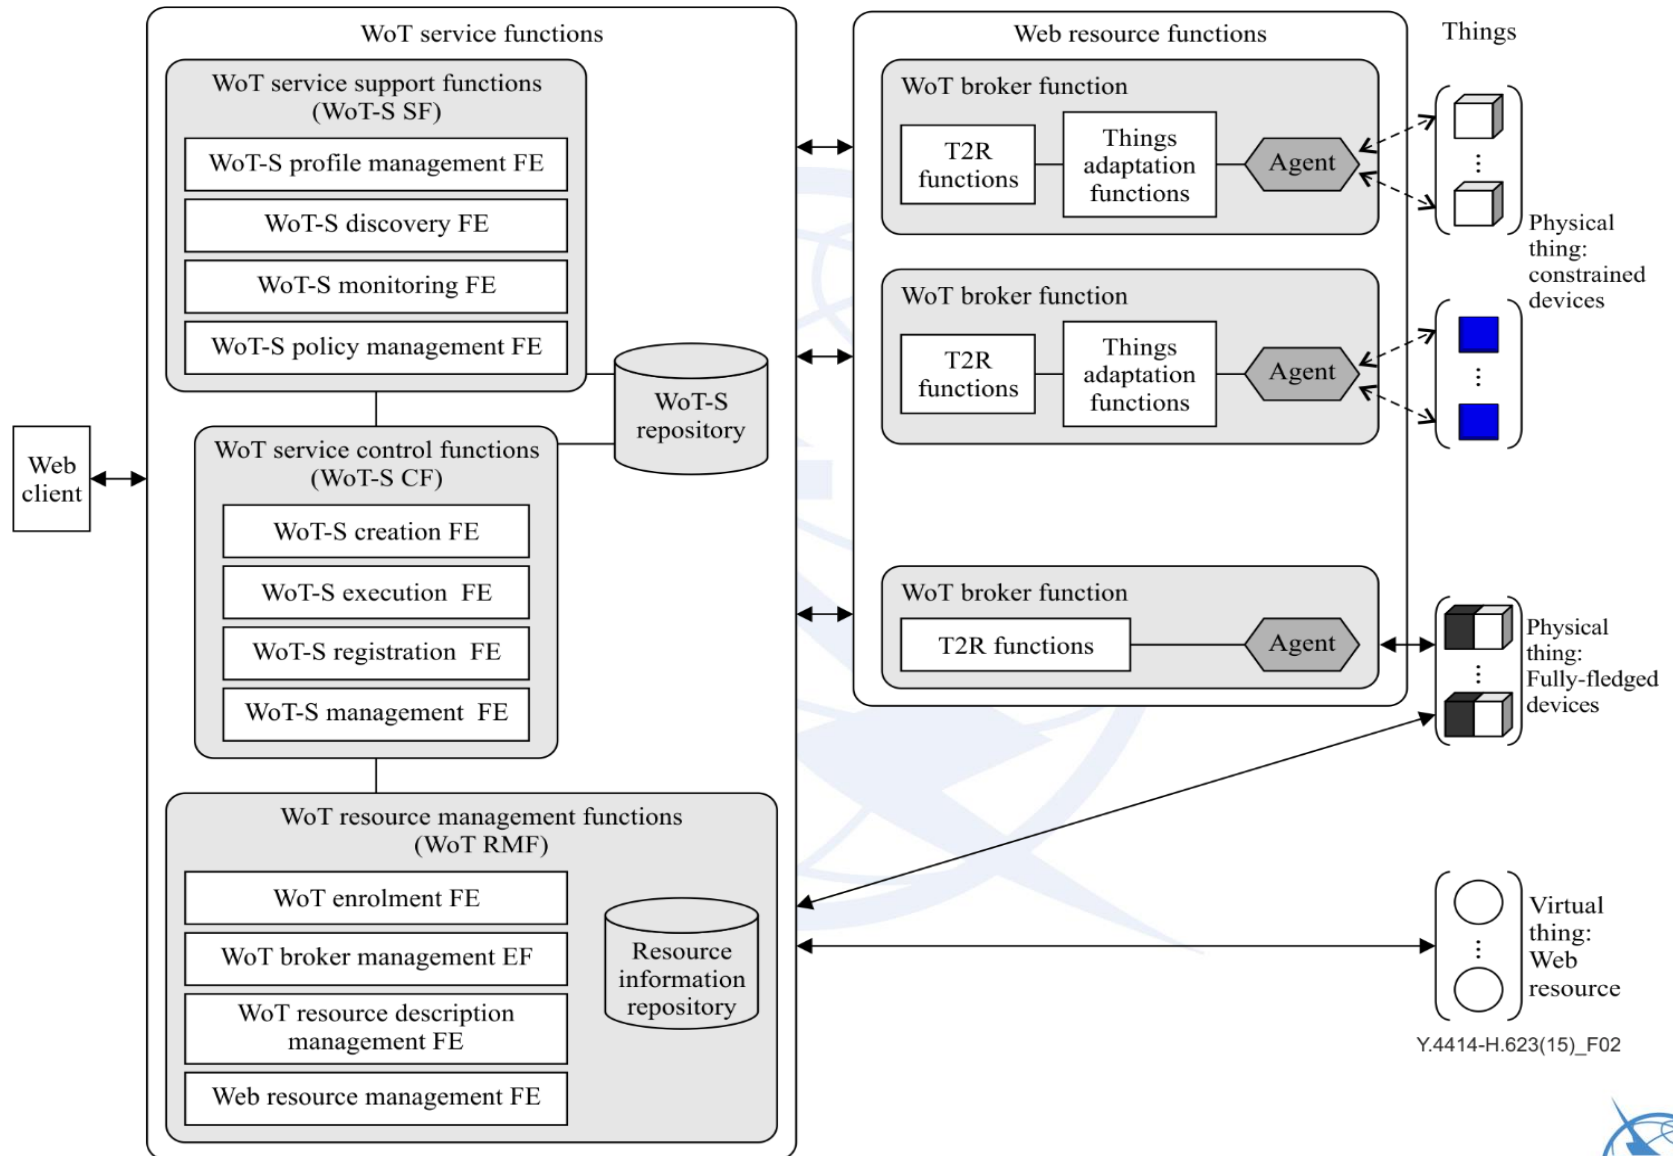 WoT service functions
WoT service support functions
(WoT-S SF)
WoT-S profile management FE
WoT-S discovery FE
WoT-S monitoring FE
WoT-S policy management FE
WoT-S
repository
Web
client
WoT service control functions
(WoT-S CF)
WoT-S creation FE
WoT-S execution FE
WoT-S registration FE
WoT-S management FE
WoT resource management functions
(WoT RMF)
WoT enrolment FE
WoT broker management EF
WoT resource description
management FE
Web resource management FE
Resource
information
repository
Web resource functions
WoT broker function
T2R
functions
Things
adaptation
functions
Agent
WoT broker function
T2R
functions
Things
adaptation
functions
Agent
WoT broker function
T2R functions
Agent
Things
Physical
thing:
constrained
devices
Physical
thing:
Fully-fledged
devices
Virtual
thing:
Web
resource
Y.4414-H.623(15)_F02